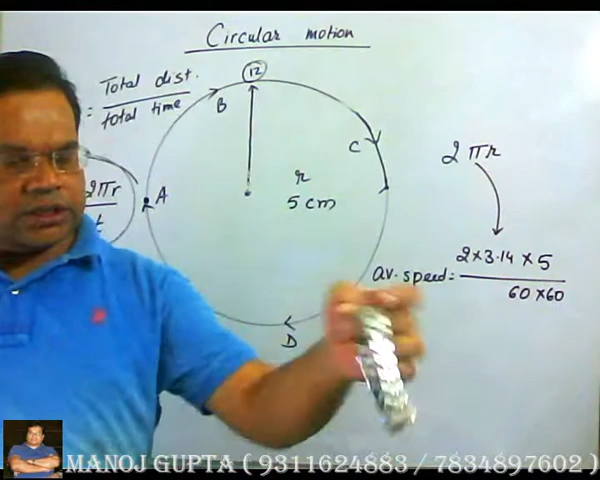 Circular motion
= Total dist.
total time
12
B
C
2πr
A
t
r
5 cm
2πr
av. speed = 2×3.14×5
60×60
D
MANOJ GUPTA ( 9311624883 / 7834897602 )